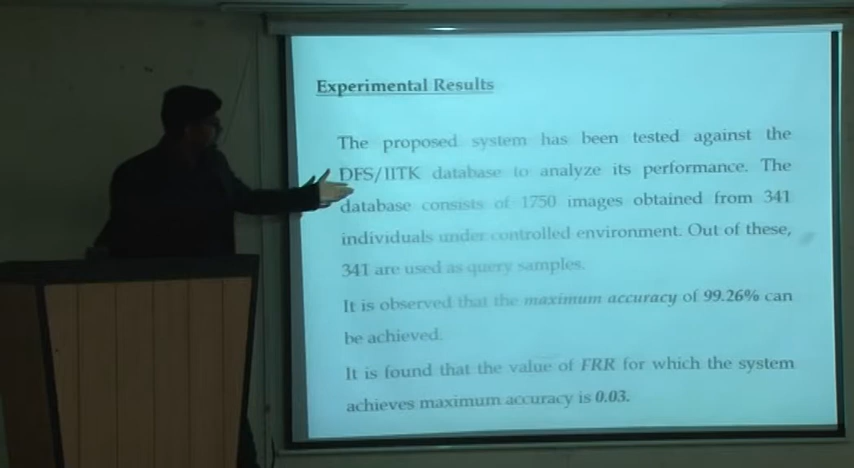 Experimental Results
The proposed system has been tested against the
DFS/IITK database to analyze its performance. The
database consists of 1750 images obtained from 341
individuals under controlled environment. Out of these,
341 are used as query samples.
It is observed that the maximum accuracy of 99.26% can
be achieved.
It is found that the value of FRR for which the system
achieves maximum accuracy is 0.03.